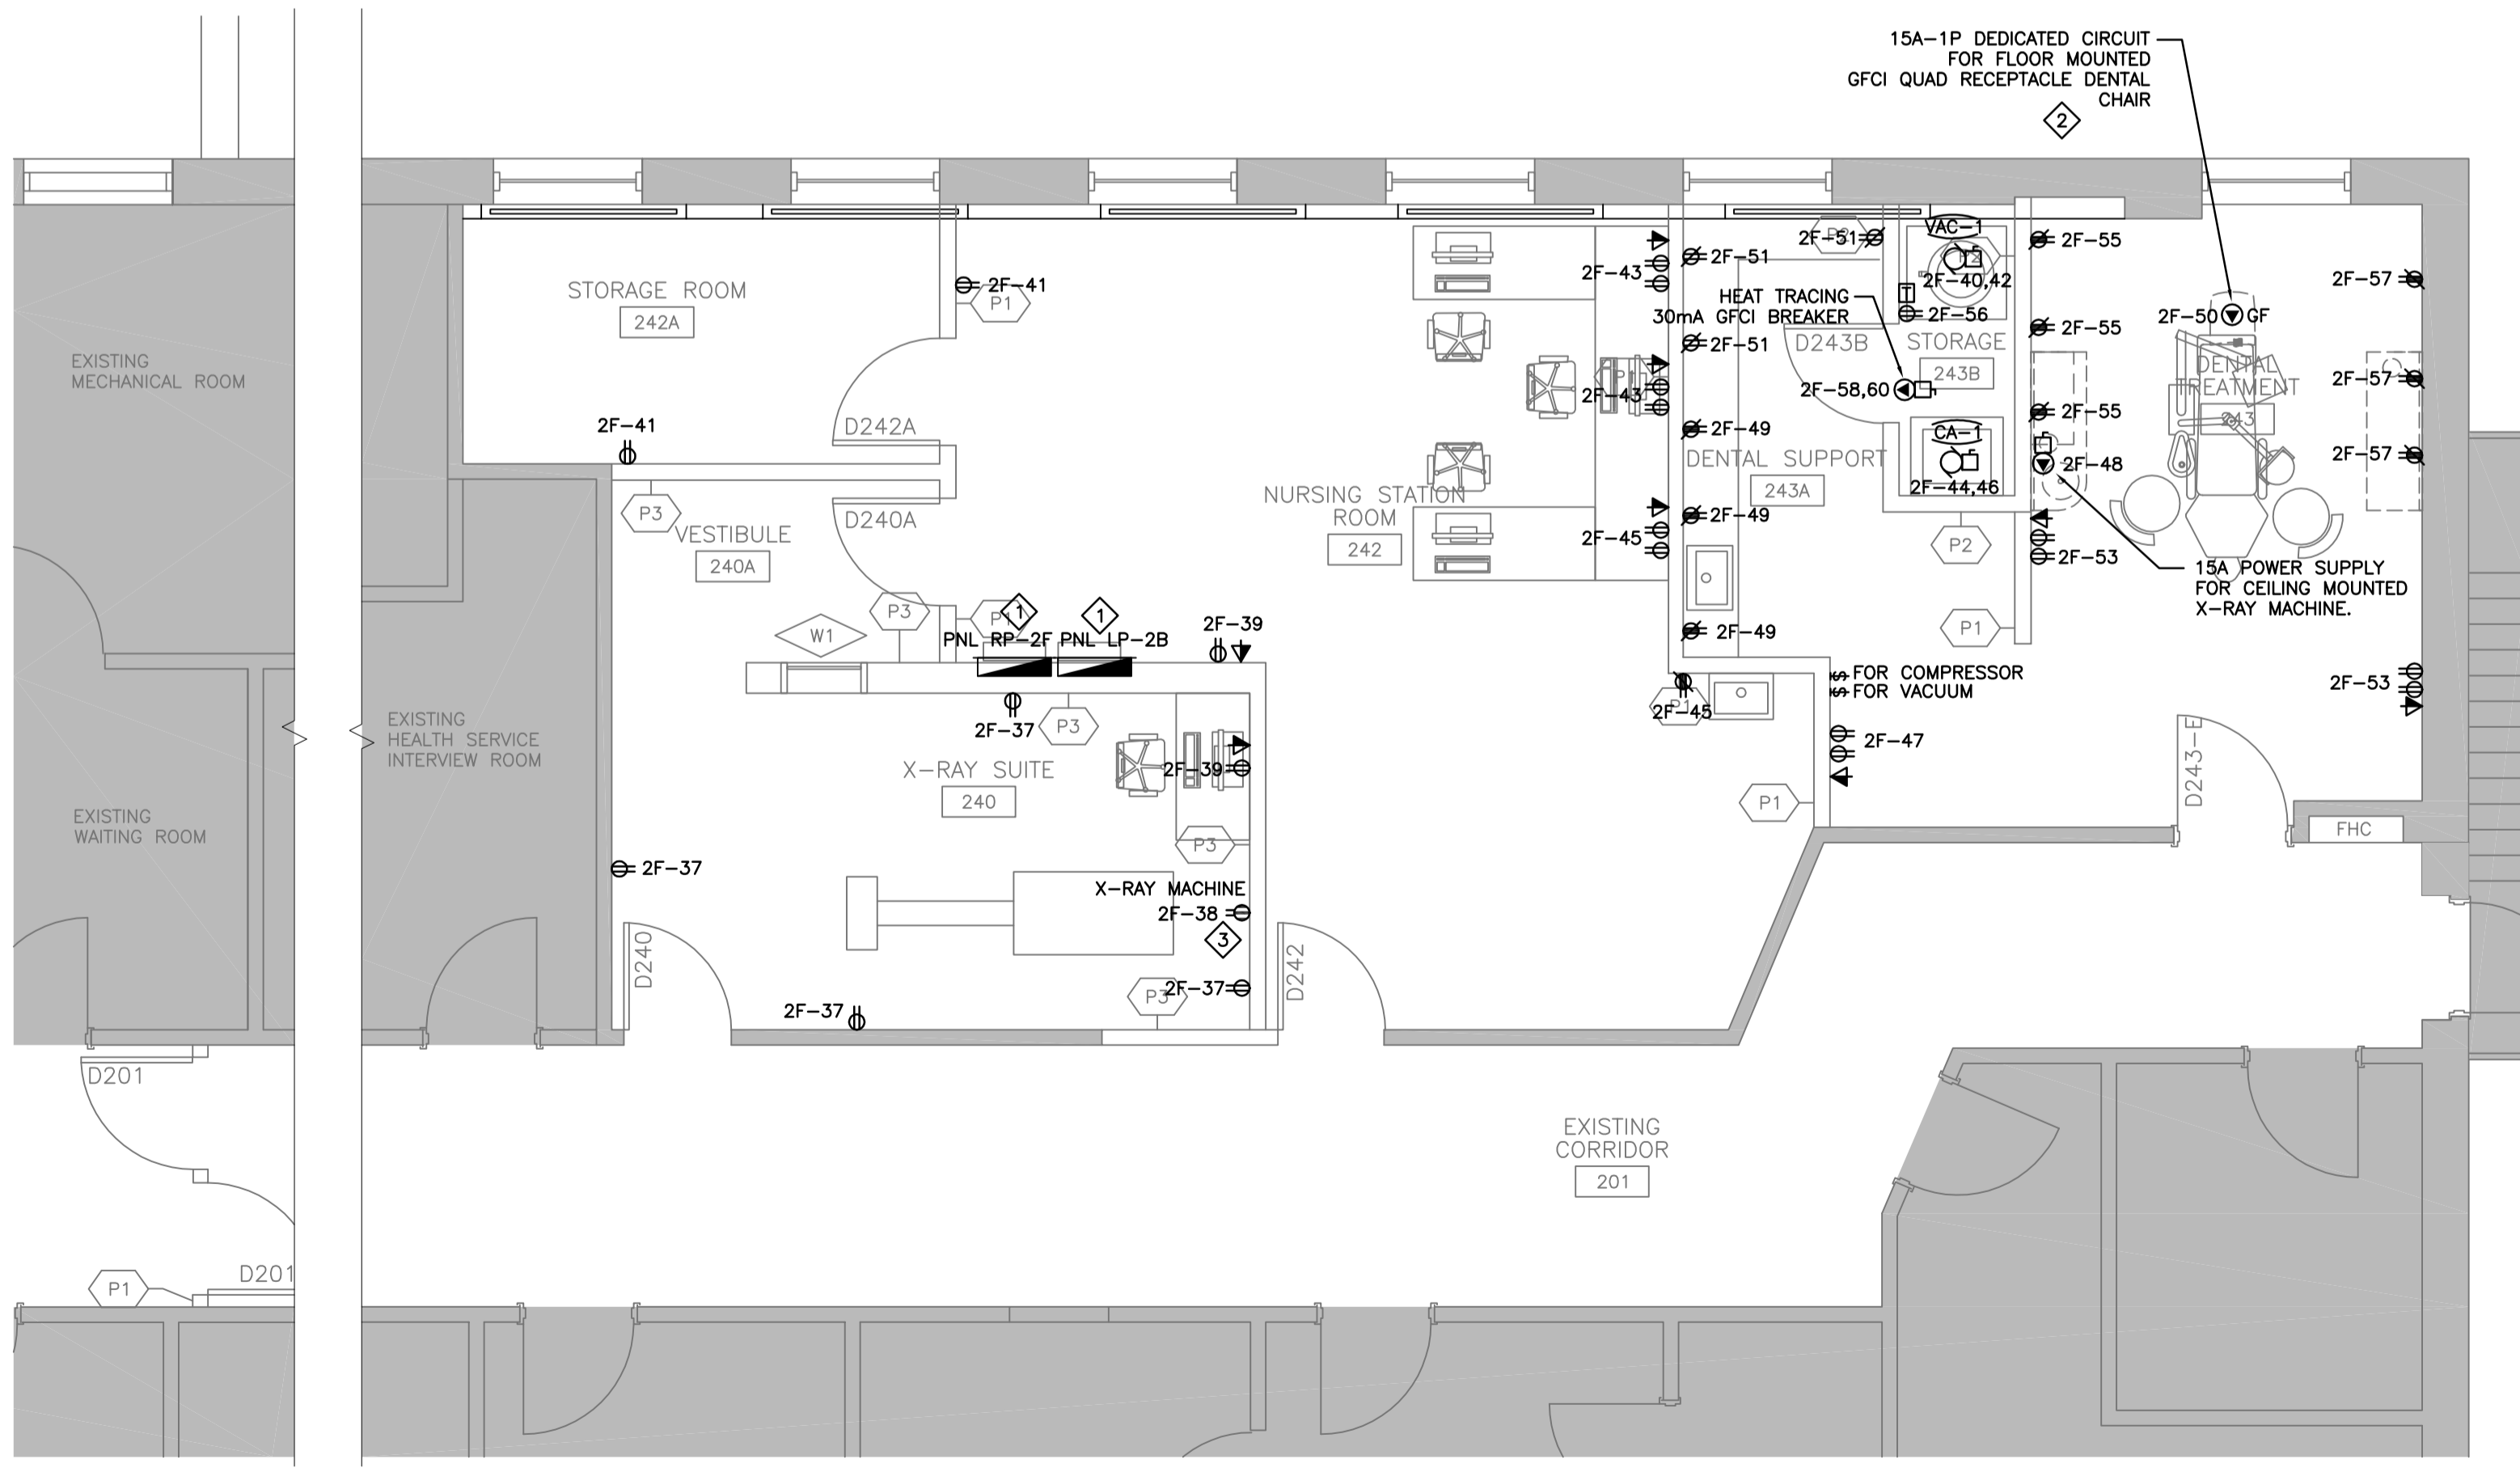 15A-1P DEDICATED CIRCUIT
FOR FLOOR MOUNTED
GFCI QUAD RECEPTACLE DENTAL
CHAIR
2
VAC-1
2F-51
2F-51
2F-55
2F-43
2F-40,42
2F-57
STORAGE ROOM
242A
2F-41
P1
HEAT TRACING
30mA GFCI BREAKER
2F-56
2F-50
GF
2F-55
EXISTING
MECHANICAL ROOM
2F-51
D243B
STORAGE
243B
DENTAL
TREATMENT
243
2F-57
2F-43
2F-58,60
2F-55
2F-41
D242A
2F-49
CA-1
2F-57
DENTAL SUPPORT
243A
2F-48
2F-44,46
NURSING STATION
ROOM
242
P3
D240A
2F-49
VESTIBULE
240A
2F-45
P2
2F-53
15A POWER SUPPLY
FOR CEILING MOUNTED
X-RAY MACHINE.
P3
P1
1
1
W1
PNL RP-2F
PNL LP-2B
2F-39
2F-49
P1
FOR COMPRESSOR
FOR VACUUM
2F-53
2F-37
P3
2F-45
P1
EXISTING
HEALTH SERVICE
INTERVIEW ROOM
2F-47
X-RAY SUITE
240
2F-39
D243-E
P1
EXISTING
WAITING ROOM
P3
FHC
2F-37
X-RAY MACHINE
2F-38
3
D240
D242
2F-37
P3
2F-37
D201
EXISTING
CORRIDOR
201
D201
P1